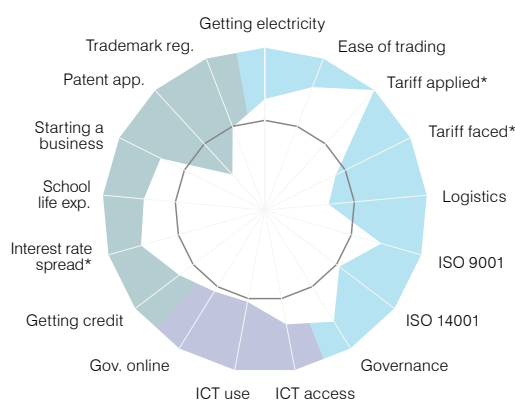 Getting electricity
Ease of trading
Tariff applied*
Tariff faced*
Logistics
ISO 9001
ISO 14001
Governance
ICT access
ICT use
Gov. online
Getting credit
Interest rate
spread*
School
life exp.
Starting a
business
Patent app.
Trademark reg.